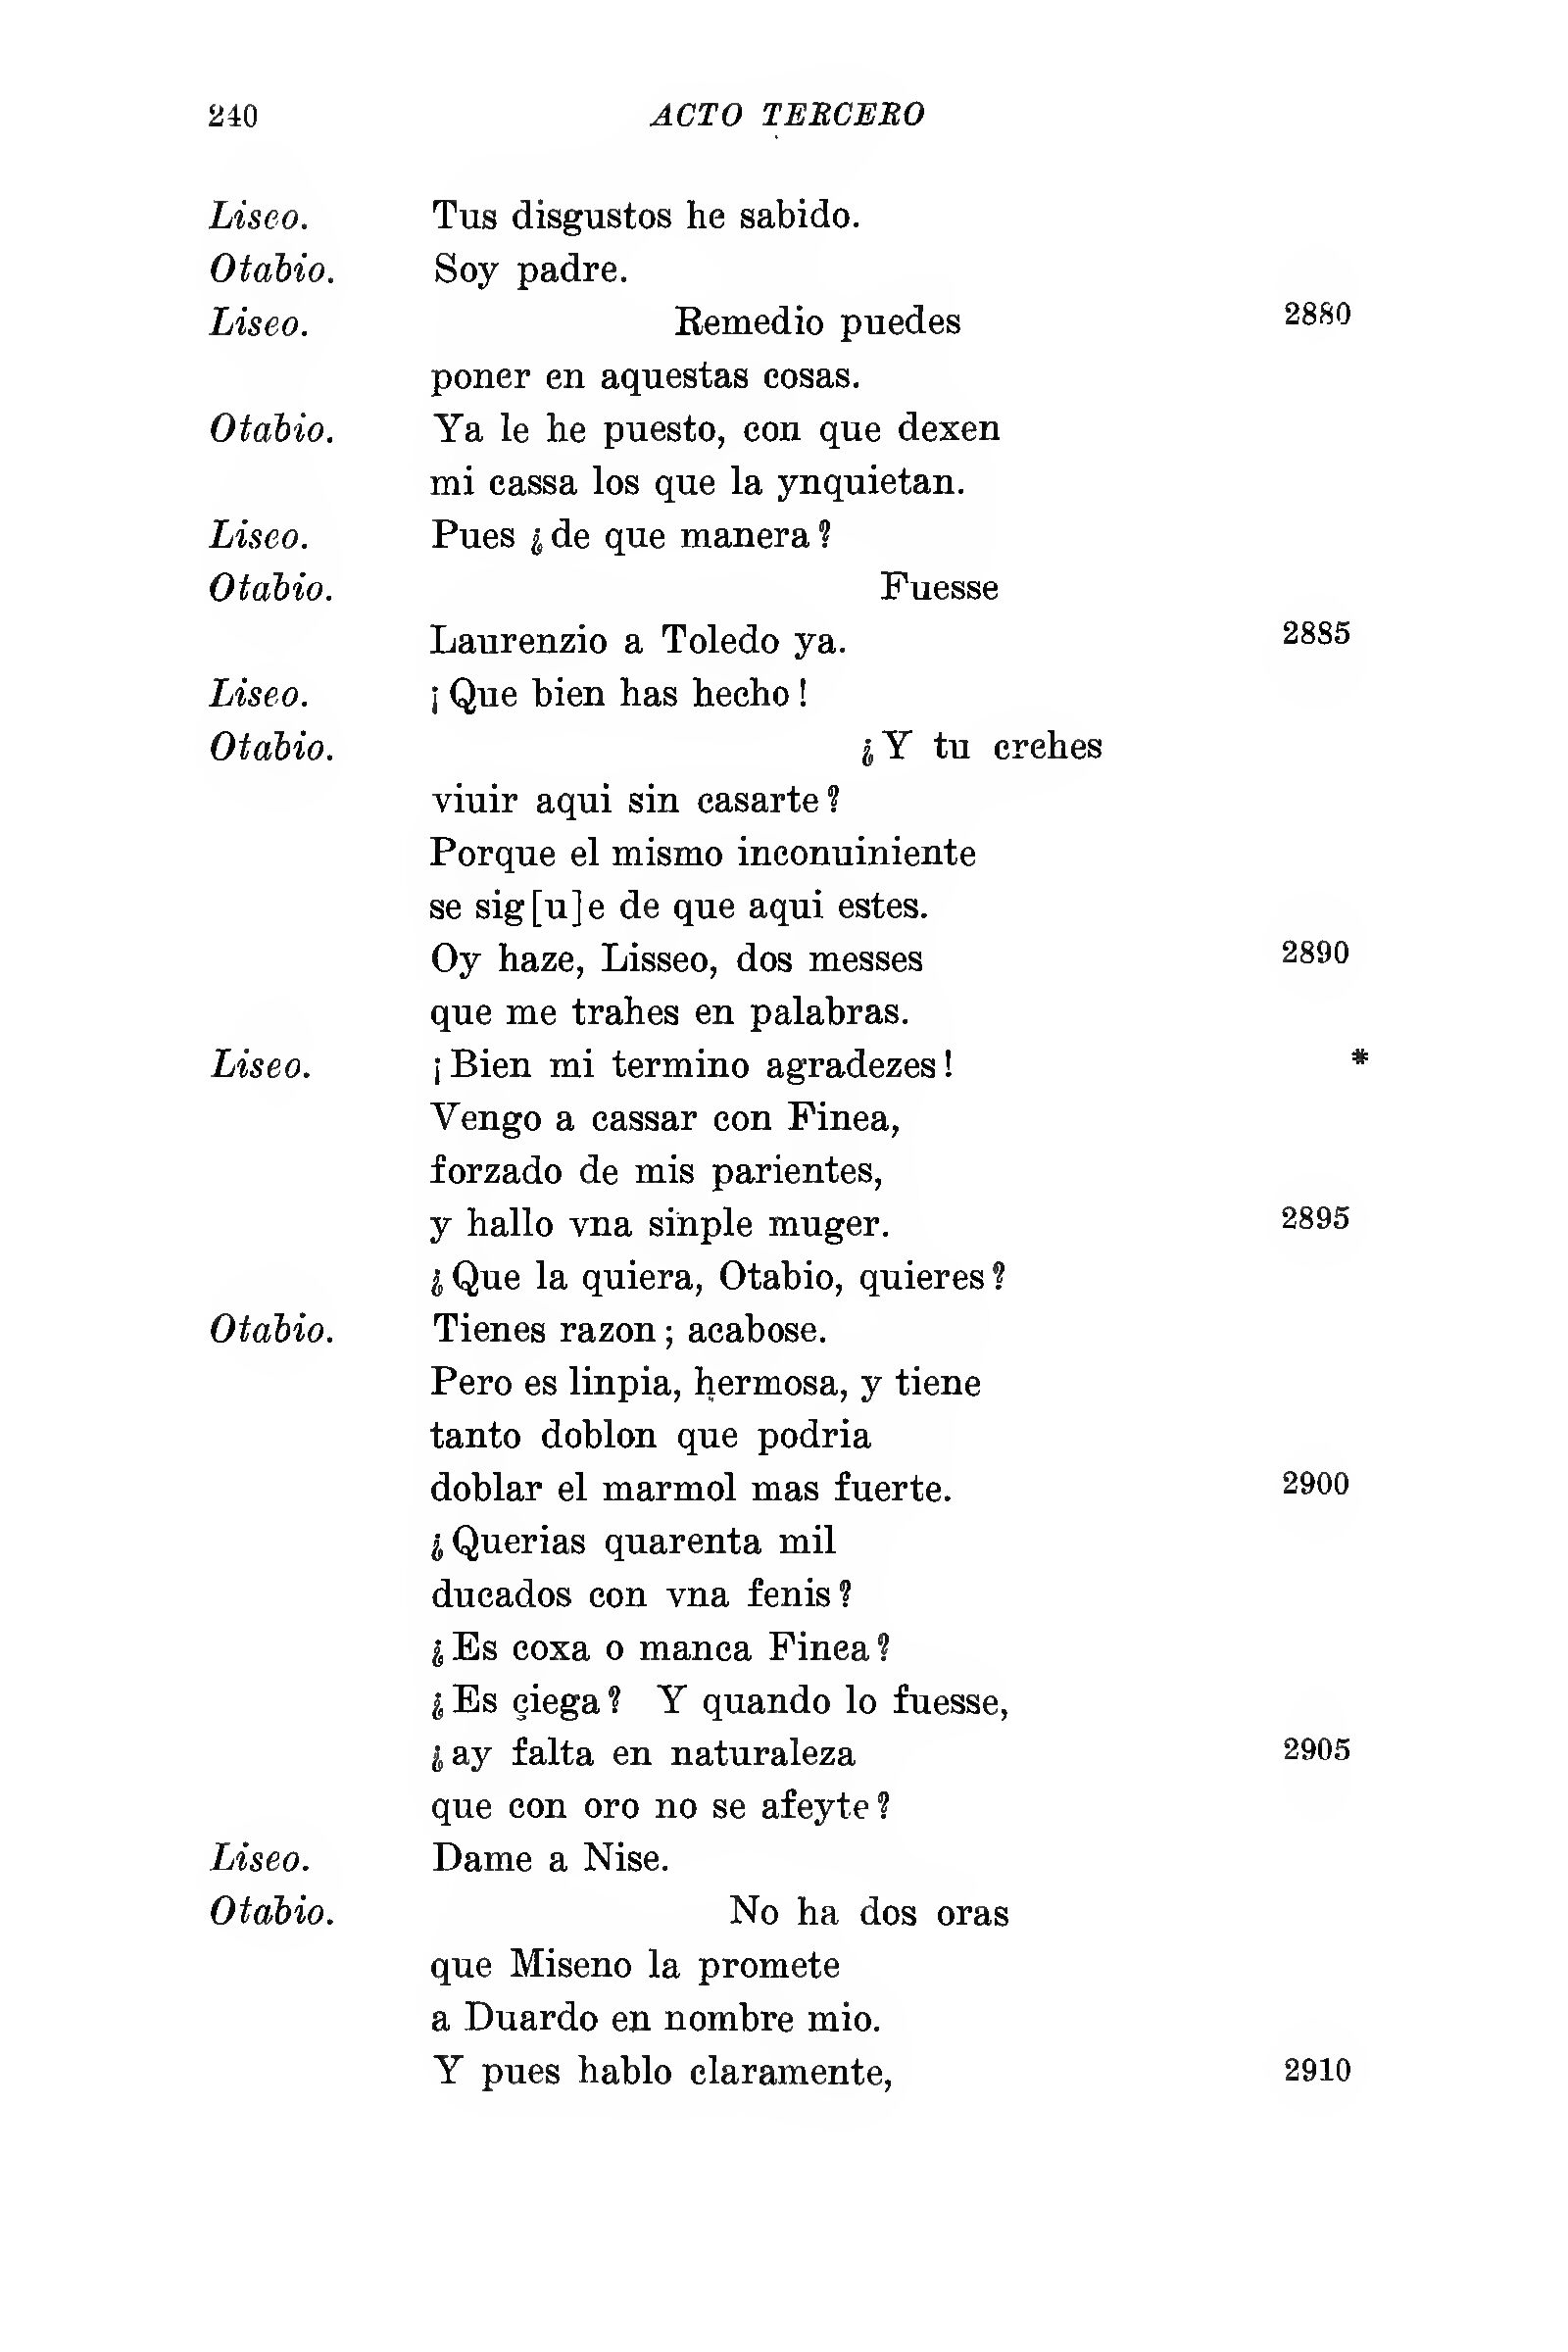 240 ACTO TERCERO
Liseo. Tus disgustos he sabido.
Otabio. Soy padre.
Liseo. Remedio puedes 2880
poner en aquestas cosas.
Otabio. Ya le he puesto, con que dexen
mi cassa los que la ynquietan.
Liseo. Pues ¿de que manera?
Otabio. Fuesse
Laurenzio a Toledo ya. 2885
Liseo. ¡Que bien has hecho!
Otabio. ¿Y tu crehes
viuir aqui sin casarte?
Porque el mismo inconuiniente
se sig[u]e de que aqui estes.
Oy haze, Lisseo, dos messes 2890
que me trahes en palabras.
Liseo. ¡Bien mi termino agradezes! *
Vengo a cassar con Finea,
forzado de mis parientes,
y hallo vna sinple muger. 2895
¿Que la quiera, Otabio, quieres?
Otabio. Tienes razon; acabose.
Pero es linpia, hermosa, y tiene
tanto doblon que podria
doblar el marmol mas fuerte. 2900
¿Querias quarenta mil
ducados con vna fenis?
¿Es coxa o manca Finea?
¿Es çiega? Y quando lo fuesse,
¿ay falta en naturaleza 2905
que con oro no se afeyte?
Liseo. Dame a Nise.
Otabio. No ha dos oras
que Miseno la promete
a Duardo en nombre mio.
Y pues hablo claramente, 2910